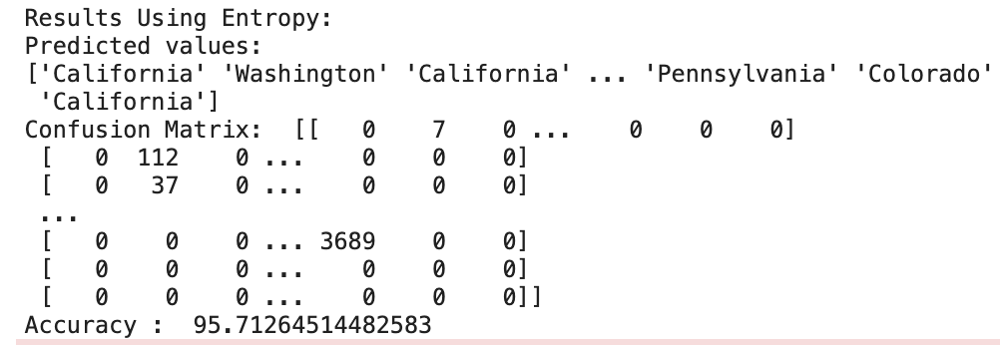 Results Using Entropy:
Predicted values:
['California' 'Washington' 'California' ... 'Pennsylvania' 'Colorado'
 'California']
Confusion Matrix:  [[   0    7    0 ...    0    0    0]
 [   0  112    0 ...    0    0    0]
 [   0   37    0 ...    0    0    0]
 ...
 [   0    0    0 ... 3689    0    0]
 [   0    0    0 ...    0    0    0]
 [   0    0    0 ...    0    0    0]]
Accuracy :  95.71264514482583